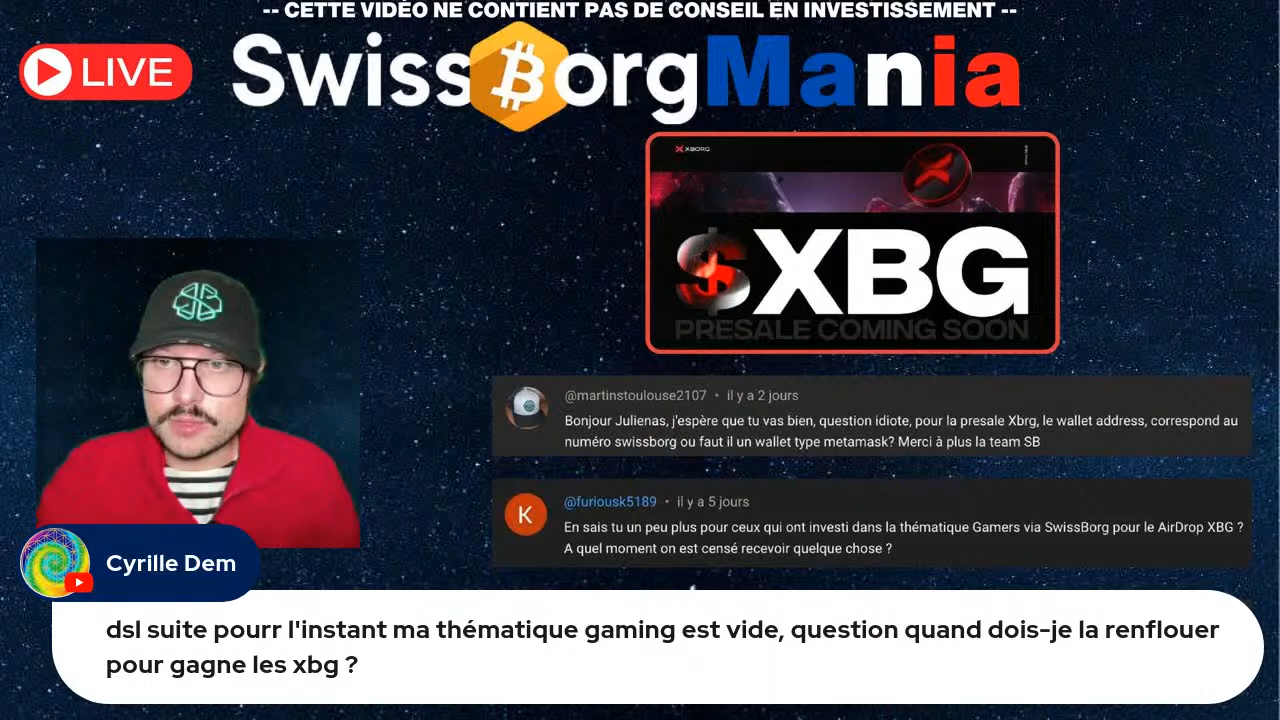 -- CETTE VIDÉO NE CONTIENT PAS DE CONSEIL EN INVESTISSEMENT --
LIVE
SwissBorgMania
XBORG
$XBG
PRESALE COMING SOON
@martinstoulouse2107 • il y a 2 jours
Bonjour Julienas, j'espère que tu vas bien, question idiote, pour la presale Xbrg, le wallet address, correspond au
numéro swissborg ou faut il un wallet type metamask? Merci à plus la team SB
K
@furiousk5189 • il y a 5 jours
En sais tu un peu plus pour ceux qui ont investi dans la thématique Gamers via SwissBorg pour le AirDrop XBG ?
A quel moment on est censé recevoir quelque chose ?
Cyrille Dem
dsl suite pourr l'instant ma thématique gaming est vide, question quand dois-je la renflouer
pour gagne les xbg ?